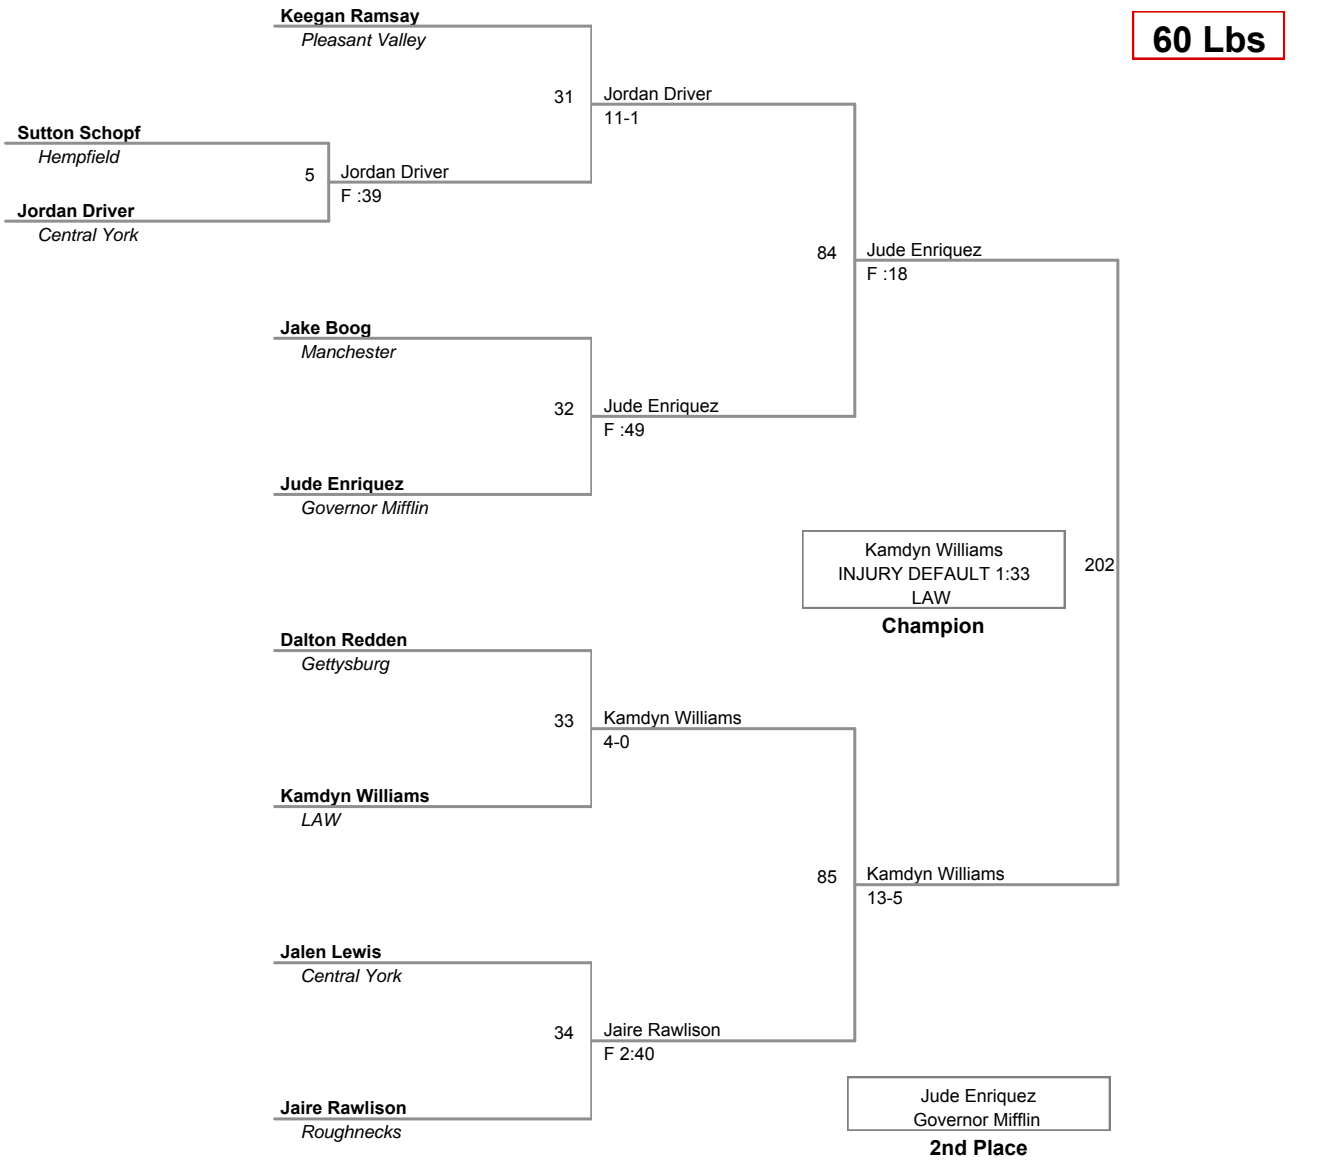 Keegan Ramsay
Pleasant Valley
60 Lbs
31
Jordan Driver
11-1
Sutton Schopf
Hempfield
5
Jordan Driver
F :39
Jordan Driver
Central York
84
Jude Enriquez
F :18
Jake Boog
Manchester
32
Jude Enriquez
F :49
Jude Enriquez
Governor Mifflin
Kamdyn Williams
INJURY DEFAULT 1:33
LAW
Champion
202
Dalton Redden
Gettysburg
33
Kamdyn Williams
4-0
Kamdyn Williams
LAW
85
Kamdyn Williams
13-5
Jalen Lewis
Central York
34
Jaire Rawlison
F 2:40
Jaire Rawlison
Roughnecks
Jude Enriquez
Governor Mifflin
2nd Place